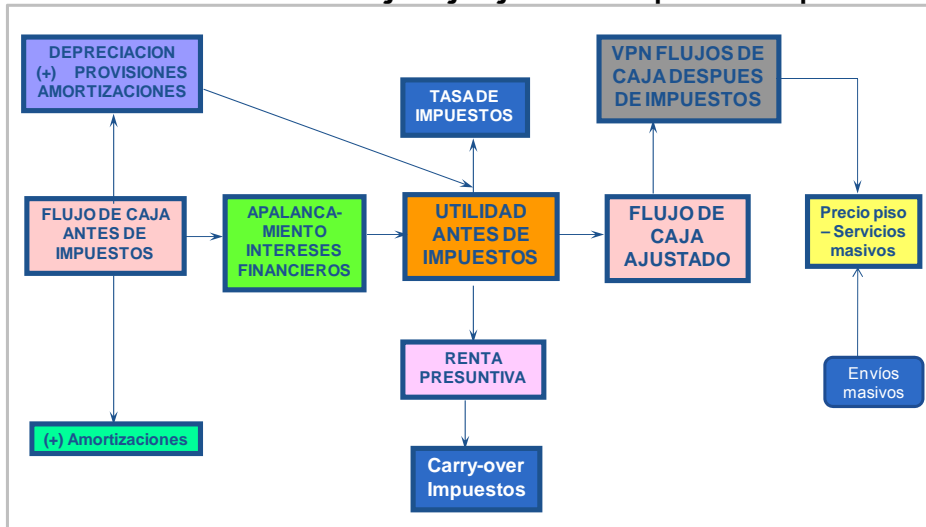 DEPRECIACION
(+) PROVISIONES
AMORTIZACIONES
TASA DE
IMPUESTOS
VPN FLUJOS DE
CAJA DESPUES
DE IMPUESTOS
FLUJO DE CAJA
ANTES DE
IMPUESTOS
APALANCA-
MIENTO
INTERESES
FINANCIEROS
UTILIDAD
ANTES DE
IMPUESTOS
FLUJO DE
CAJA
AJUSTADO
Precio piso
– Servicios
masivos
RENTA
PRESUNTIVA
Envíos
masivos
(+) Amortizaciones
Carry-over
Impuestos